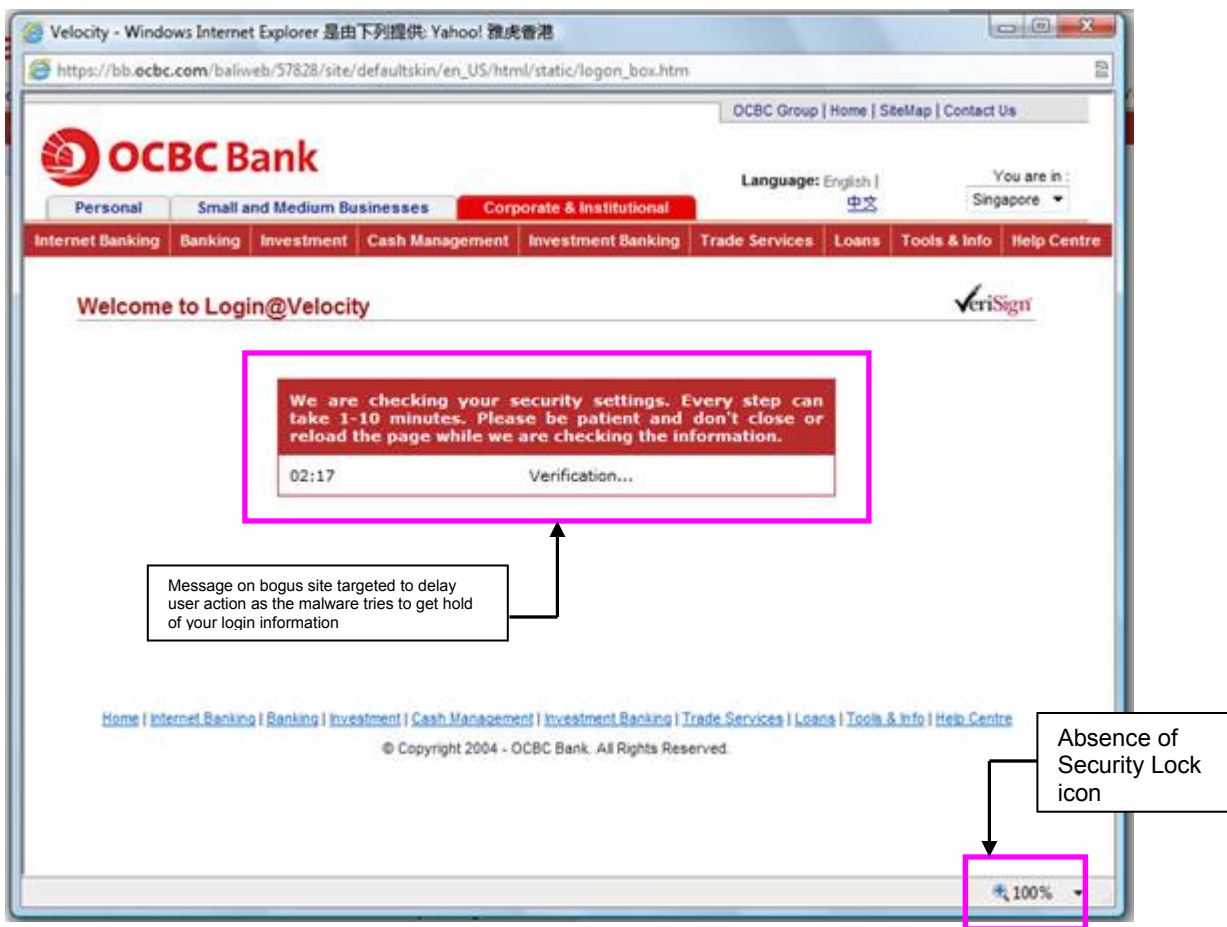 Velocity - Windows Internet Explorer 是由下列提供: Yahoo! 雅虎香港
https://bb.ocbc.com/baliweb/57828/site/defaultskin/en_US/html/static/logon_box.htm
OCBC Group | Home | SiteMap | Contact Us
OCBC Bank
Language: English |
中文
You are in :
Singapore
Personal
Small and Medium Businesses
Corporate & Institutional
Internet Banking
Banking
Investment
Cash Management
Investment Banking
Trade Services
Loans
Tools & Info
Help Centre
Welcome to Login@Velocity
VeriSign
We are checking your security settings. Every step can
take 1-10 minutes. Please be patient and don't close or
reload the page while we are checking the information.
02:17 Verification...
Message on bogus site targeted to delay
user action as the malware tries to get hold
of your login information
Home | Internet Banking | Banking | Investment | Cash Management | Investment Banking | Trade Services | Loans | Tools & Info | Help Centre
© Copyright 2004 - OCBC Bank. All Rights Reserved.
Absence of
Security Lock
icon
100%